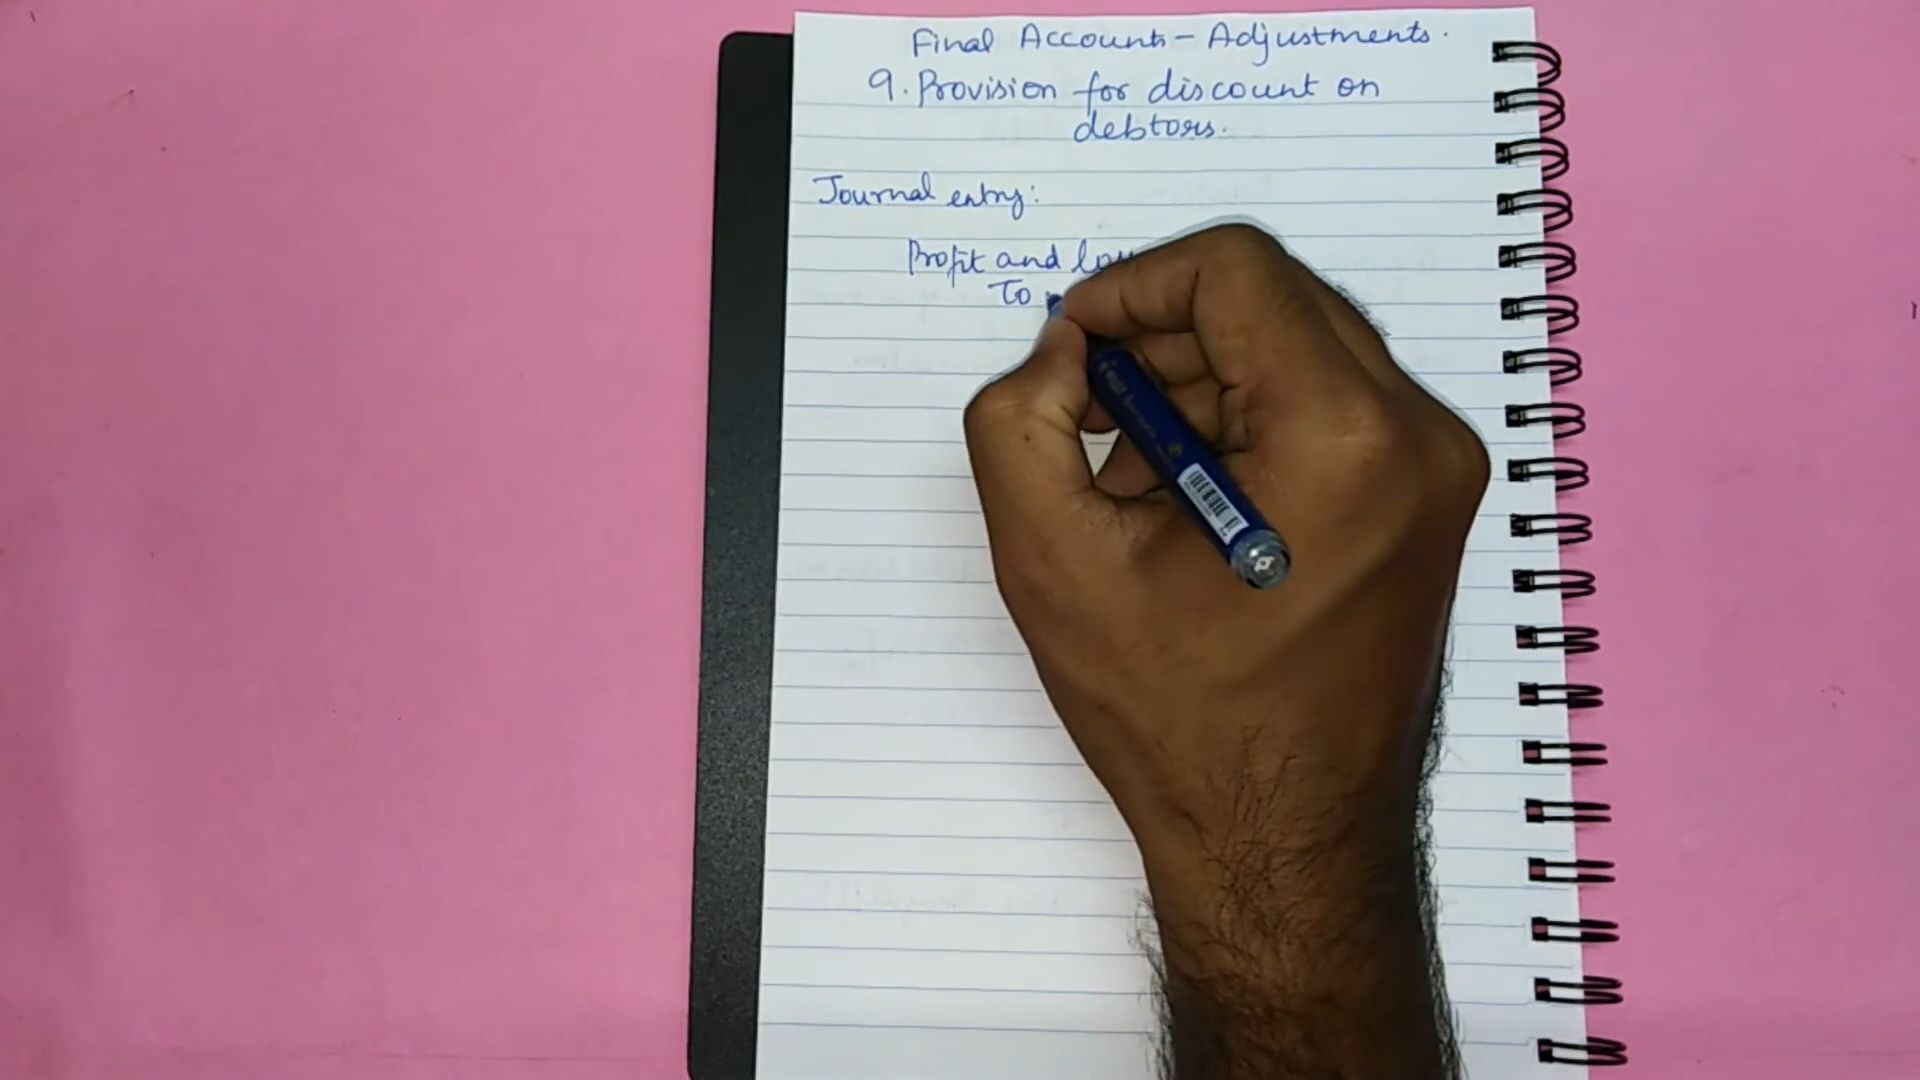 Final Accounts - Adjustments.
9. Provision for discount on
debtors.
Journal entry:
Profit and
To